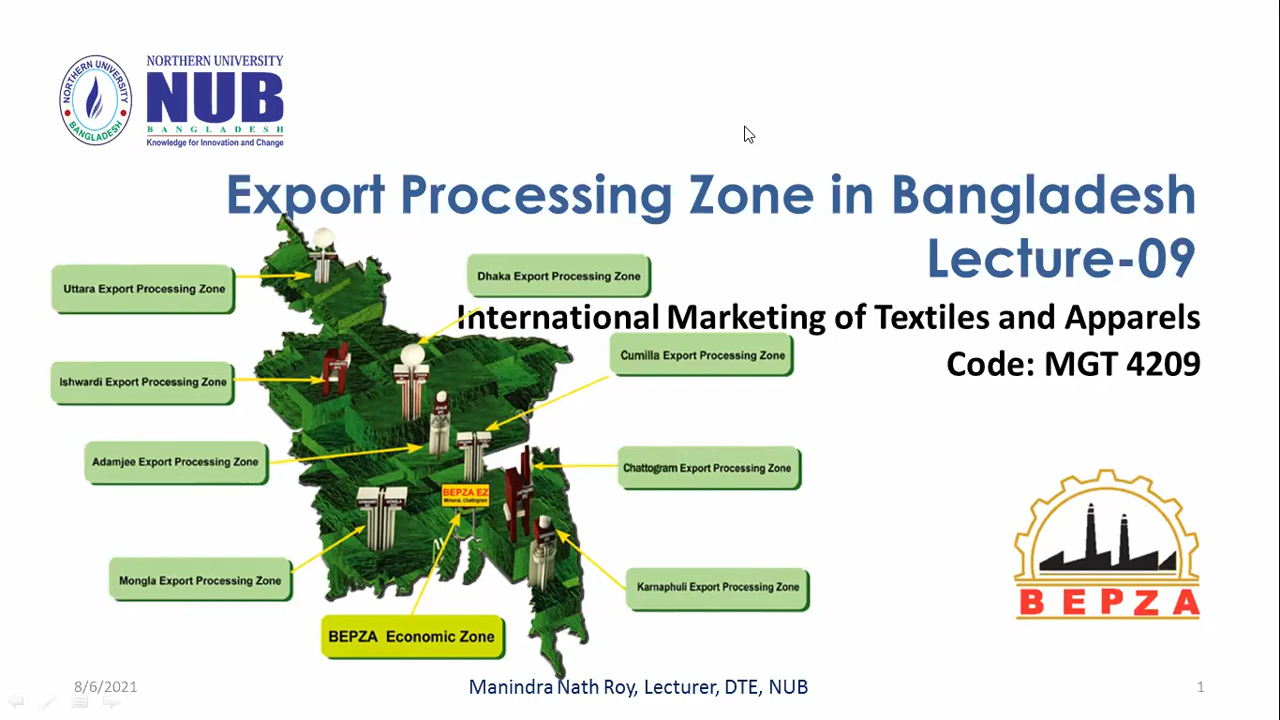 NORTHERN UNIVERSITY
BANGLADESH
NORTHERN UNIVERSITY
NUB
BANGLADESH
Knowledge for Innovation and Change
Export Processing Zone in Bangladesh
Lecture-09
International Marketing of Textiles and Apparels
Code: MGT 4209
Uttara Export Processing Zone
Dhaka Export Processing Zone
Cumilla Export Processing Zone
Ishwardi Export Processing Zone
Adamjee Export Processing Zone
Chattogram Export Processing Zone
BEPZA EZ
Mirsarai, Chattogram
Mongla Export Processing Zone
Karnaphuli Export Processing Zone
BEPZA Economic Zone
BEPZA
8/6/2021
Manindra Nath Roy, Lecturer, DTE, NUB
1